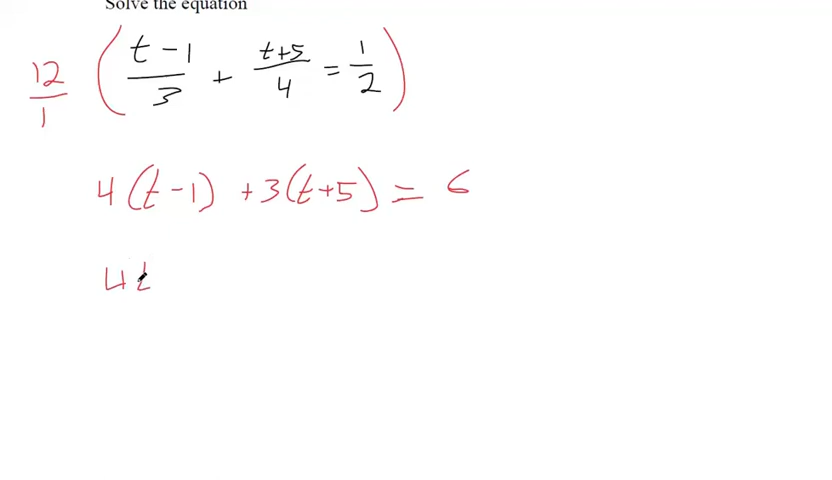 Solve the equation
12/1 ( (t-1)/3 + (t+5)/4 = 1/2 )
4(t-1) +3(t+5) = 6
4t